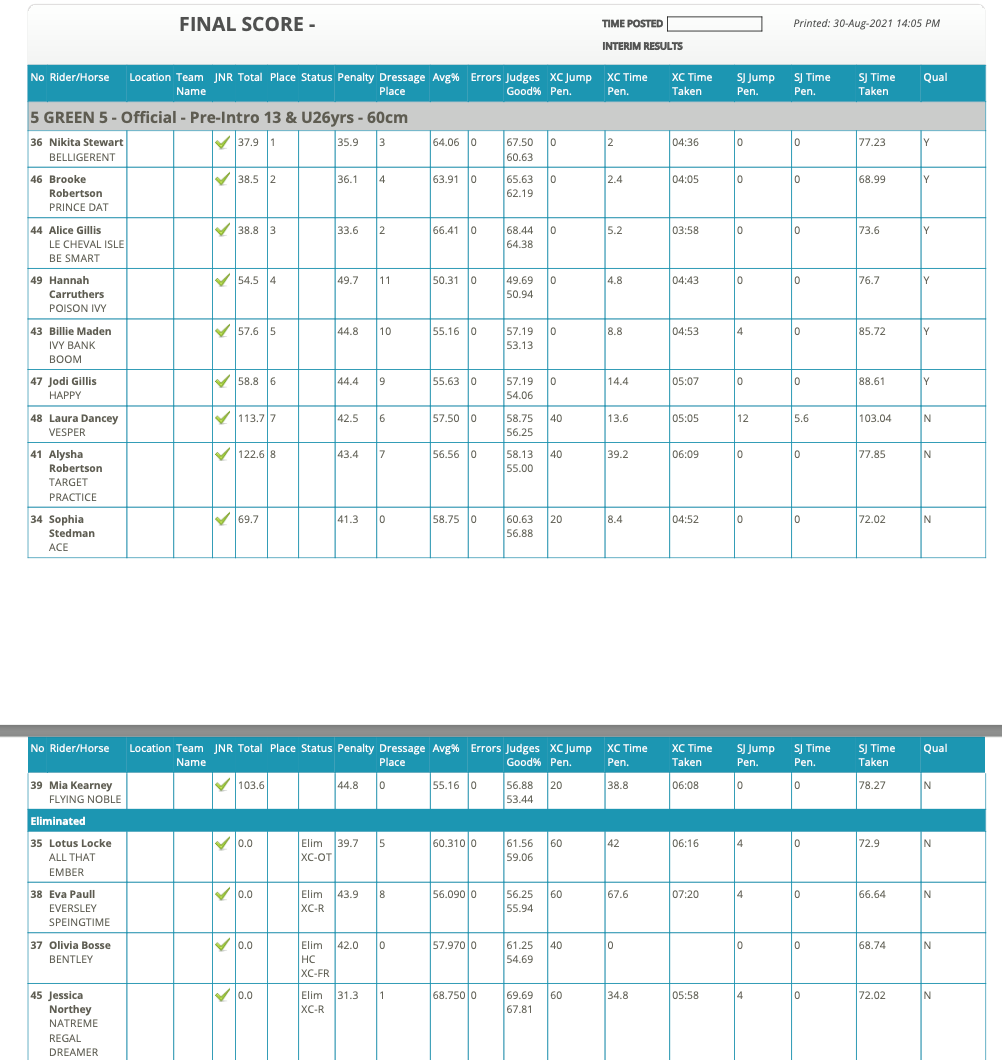 FINAL SCORE -
TIME POSTED
Printed: 30-Aug-2021 14:05 PM
INTERIM RESULTS
No Rider/Horse Location Team Name JNR Total Place Status Penalty Dressage Place Avg% Errors Judges Good% XC Jump Pen. XC Time Pen. XC Time Taken SJ Jump Pen. SJ Time Pen. SJ Time Taken Qual
5 GREEN 5 - Official - Pre-Intro 13 & U26yrs - 60cm
36 Nikita Stewart 37.9 1 35.9 3 64.06 0 67.50 0 2 04:36 0 0 77.23 Y
BELLIGERENT 60.63
46 Brooke 38.5 2 36.1 4 63.91 0 65.63 0 2.4 04:05 0 0 68.99 Y
Robertson 62.19
PRINCE DAT
44 Alice Gillis 38.8 3 33.6 2 66.41 0 68.44 0 5.2 03:58 0 0 73.6 Y
LE CHEVAL ISLE 64.38
BE SMART
49 Hannah 54.5 4 49.7 11 50.31 0 49.69 0 4.8 04:43 0 0 76.7 Y
Carruthers 50.94
POISON IVY
43 Billie Maden 57.6 5 44.8 10 55.16 0 57.19 0 8.8 04:53 4 0 85.72 Y
IVY BANK 53.13
BOOM
47 Jodi Gillis 58.8 6 44.4 9 55.63 0 57.19 0 14.4 05:07 0 0 88.61 Y
HAPPY 54.06
48 Laura Dancey 113.7 7 42.5 6 57.50 0 58.75 40 13.6 05:05 12 5.6 103.04 N
VESPER 56.25
41 Alysha 122.6 8 43.4 7 56.56 0 58.13 40 39.2 06:09 0 0 77.85 N
Robertson 55.00
TARGET
PRACTICE
34 Sophia 69.7 41.3 0 58.75 0 60.63 20 8.4 04:52 0 0 72.02 N
Stedman 56.88
ACE
No Rider/Horse Location Team Name JNR Total Place Status Penalty Dressage Place Avg% Errors Judges Good% XC Jump Pen. XC Time Pen. XC Time Taken SJ Jump Pen. SJ Time Pen. SJ Time Taken Qual
39 Mia Kearney 103.6 44.8 0 55.16 0 56.88 20 38.8 06:08 0 0 78.27 N
FLYING NOBLE 53.44
Eliminated
35 Lotus Locke 0.0 Elim 39.7 5 60.310 0 61.56 60 42 06:16 4 0 72.9 N
ALL THAT XC-OT 59.06
EMBER
38 Eva Paull 0.0 Elim 43.9 8 56.090 0 56.25 60 67.6 07:20 4 0 66.64 N
EVERSLEY XC-R 55.94
SPEINGTIME
37 Olivia Bosse 0.0 Elim 42.0 0 57.970 0 61.25 40 0 0 0 68.74 N
BENTLEY HC 54.69
XC-FR
45 Jessica 0.0 Elim 31.3 1 68.750 0 69.69 60 34.8 05:58 4 0 72.02 N
Northey XC-R 67.81
NATREME
REGAL
DREAMER